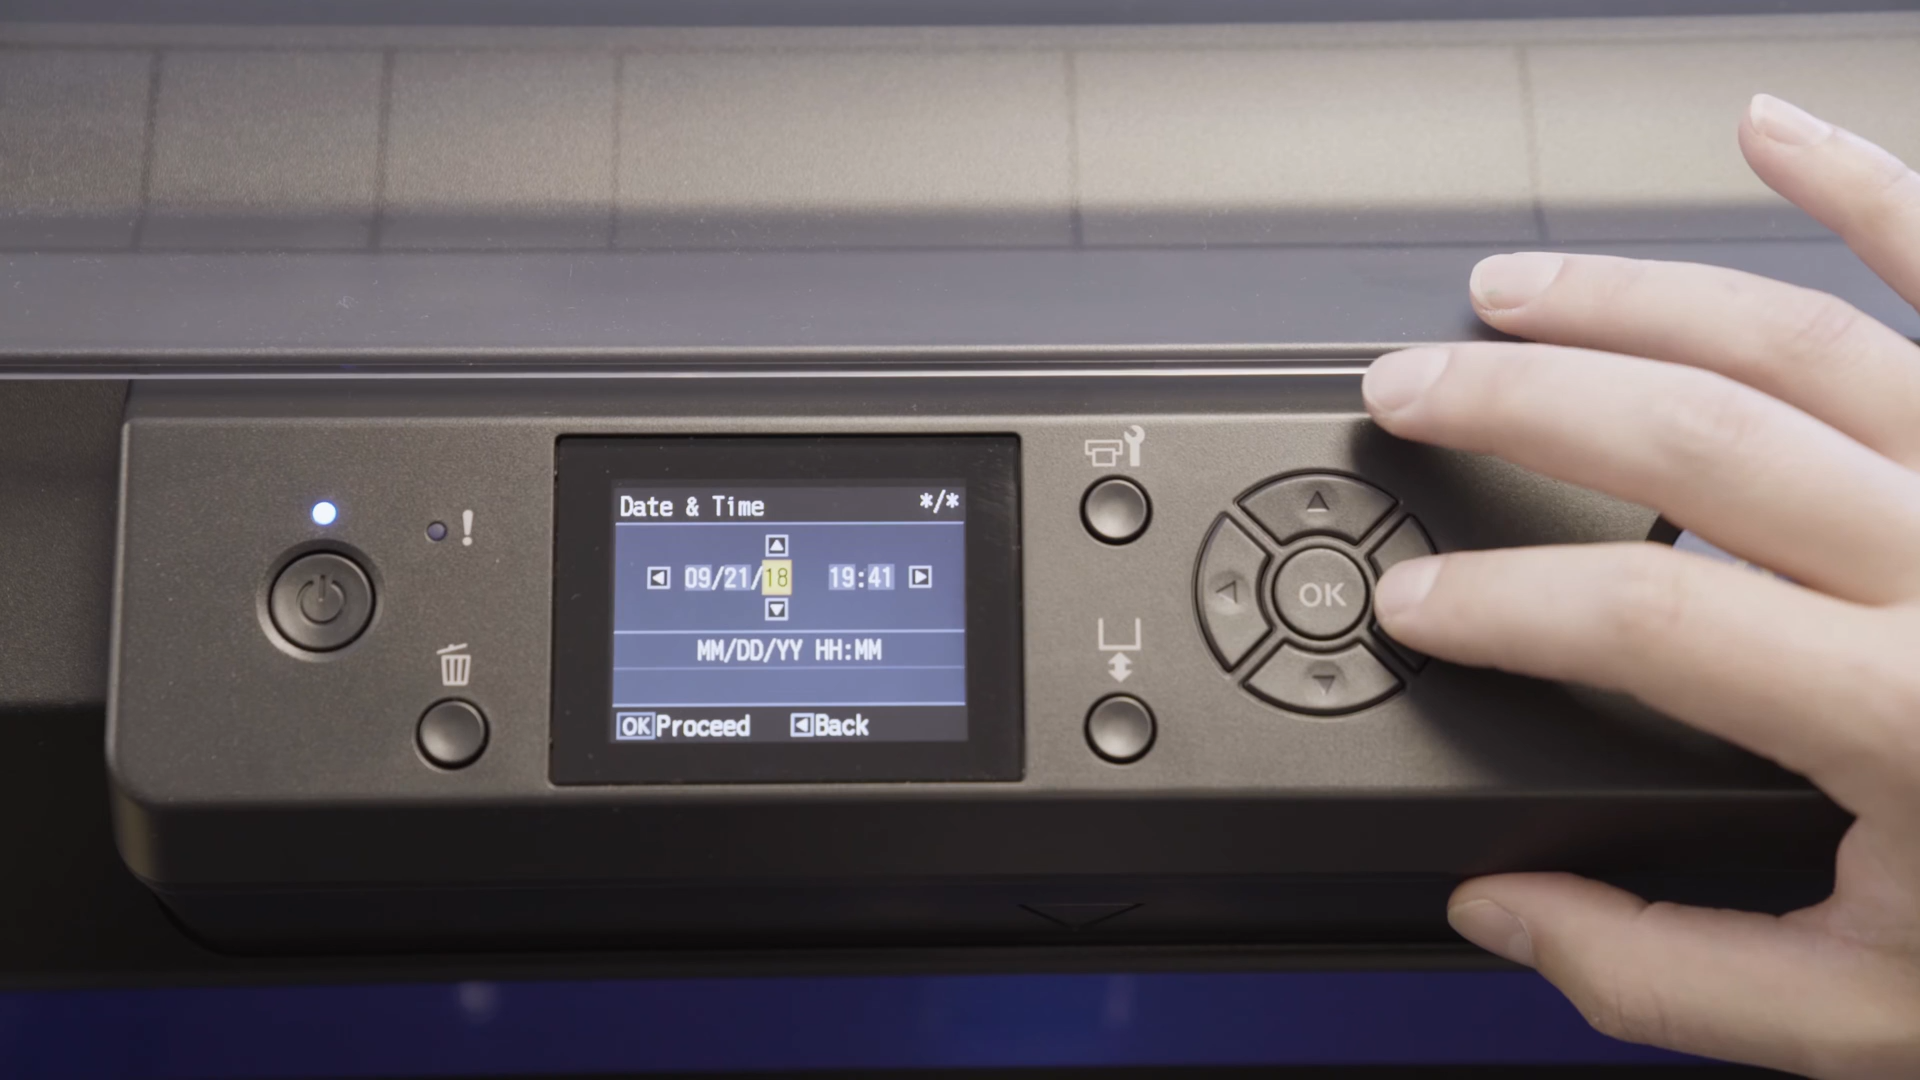 Date & Time */*
09/21/18 19:41
MM/DD/YY HH:MM
OK Proceed Back
!
OK